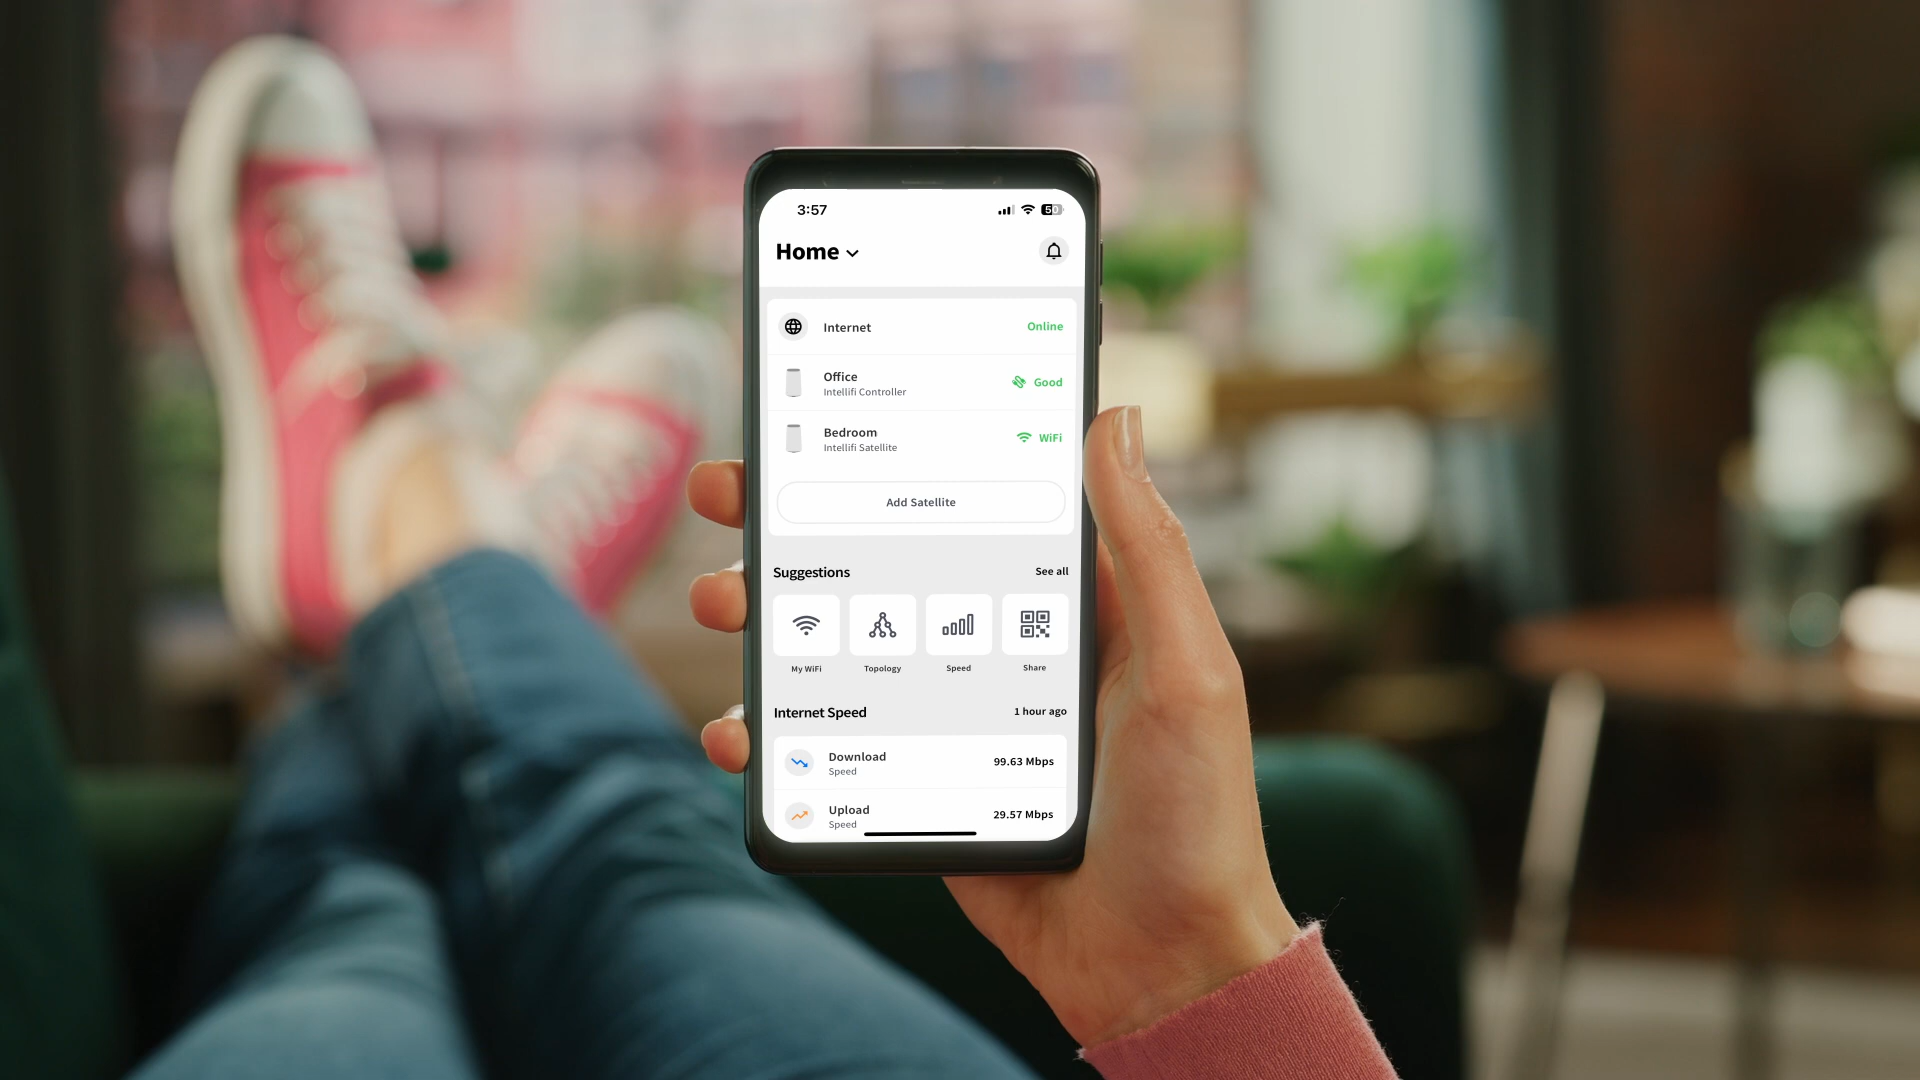 3:57
50
Home
Internet
Online
Office
Intellifi Controller
Good
Bedroom
Intellifi Satellite
WiFi
Add Satellite
Suggestions
See all
My WiFi
Topology
Speed
Share
Internet Speed
1 hour ago
Download
Speed
99.63 Mbps
Upload
Speed
29.57 Mbps